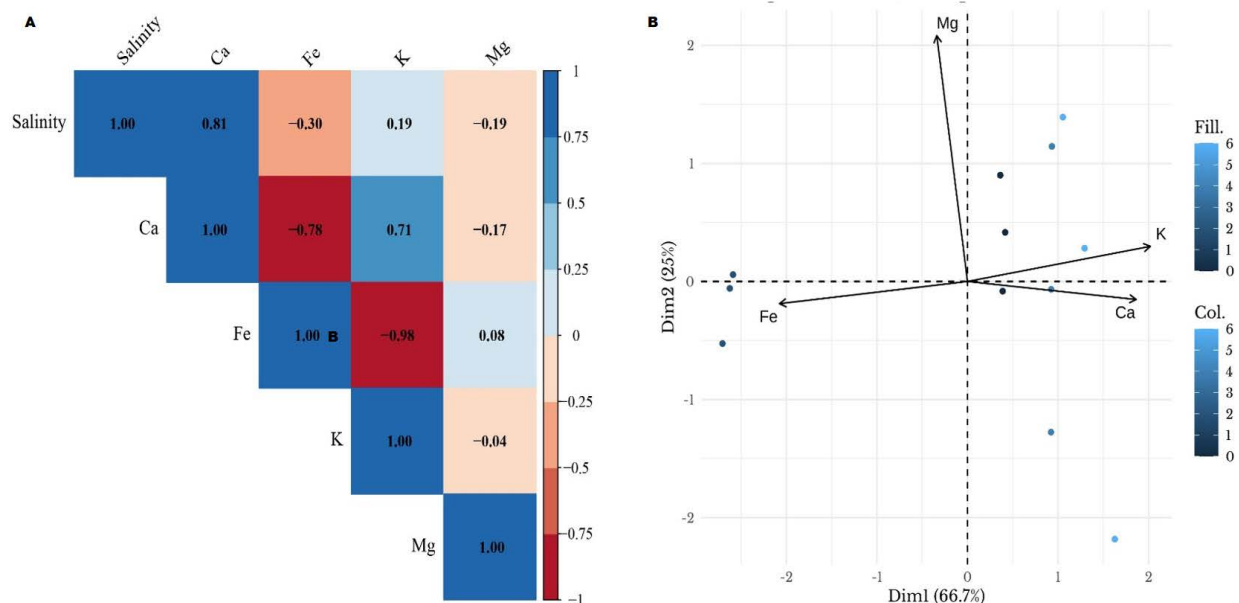 A
Salinity Ca Fe K Mg
Salinity 1.00 0.81 −0.30 0.19 −0.19
Ca 1.00 −0.78 0.71 −0.17
Fe 1.00 B −0.98 0.08
K 1.00 −0.04
Mg 1.00
1
0.75
0.5
0.25
0
−0.25
−0.5
−0.75
−1
B
Mg
K
Ca
Fe
2
1
0
-1
-2
Dim2 (25%)
-2 -1 0 1 2
Dim1 (66.7%)
Fill.
6
5
4
3
2
1
0
Col.
6
5
4
3
2
1
0